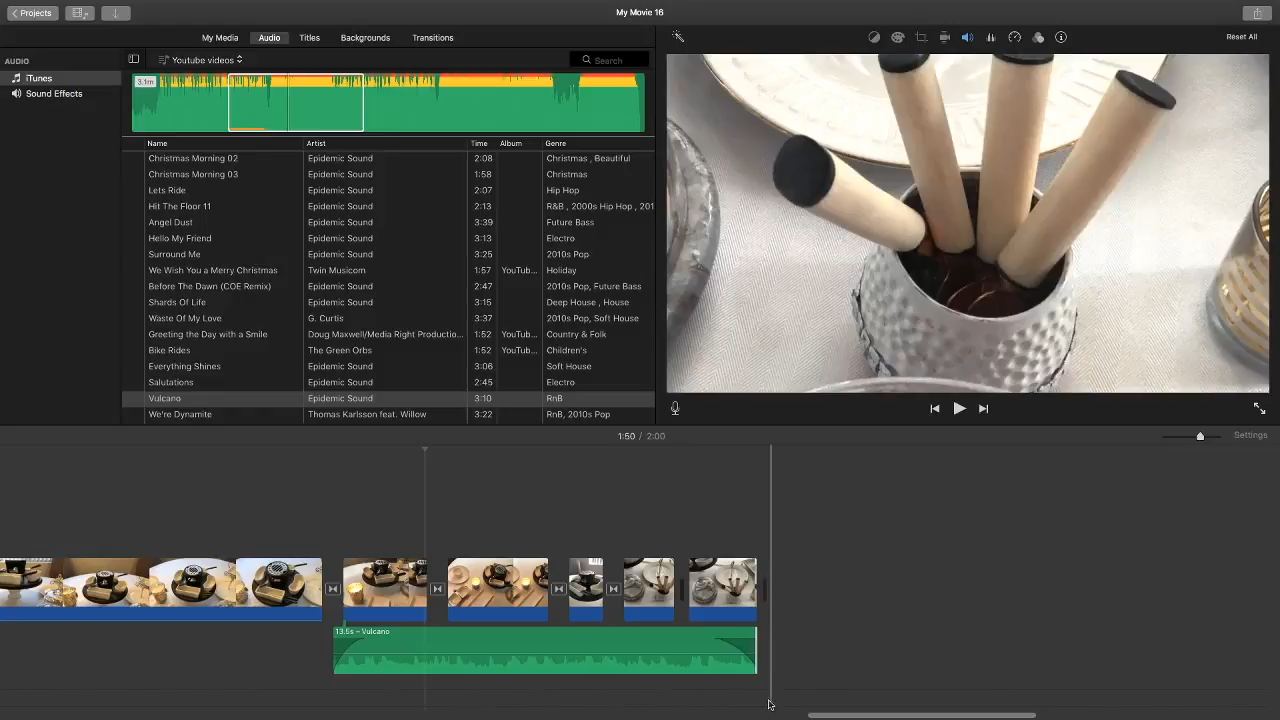 Projects
My Movie 16
My Media Audio Titles Backgrounds Transitions
Reset All
AUDIO
iTunes
Sound Effects
Youtube videos
Search
3.1m
Name Artist Time Album Genre
Christmas Morning 02 Epidemic Sound 2:08 Christmas , Beautiful
Christmas Morning 03 Epidemic Sound 1:58 Christmas
Lets Ride Epidemic Sound 2:07 Hip Hop
Hit The Floor 11 Epidemic Sound 2:13 R&B , 2000s Hip Hop , 201
Angel Dust Epidemic Sound 3:39 Future Bass
Hello My Friend Epidemic Sound 3:13 Electro
Surround Me Epidemic Sound 3:25 2010s Pop
We Wish You a Merry Christmas Twin Musicom 1:57 YouTub... Holiday
Before The Dawn (COE Remix) Epidemic Sound 2:47 2010s Pop, Future Bass
Shards Of Life Epidemic Sound 3:15 Deep House , House
Waste Of My Love G. Curtis 3:37 2010s Pop, Soft House
Greeting the Day with a Smile Doug Maxwell/Media Right Productio... 1:52 YouTub... Country & Folk
Bike Rides The Green Orbs 1:52 YouTub... Children's
Everything Shines Epidemic Sound 3:06 Soft House
Salutations Epidemic Sound 2:45 Electro
Vulcano Epidemic Sound 3:10 RnB
We're Dynamite Thomas Karlsson feat. Willow 3:22 RnB, 2010s Pop
1:50 / 2:00
Settings
13.5s – Vulcano